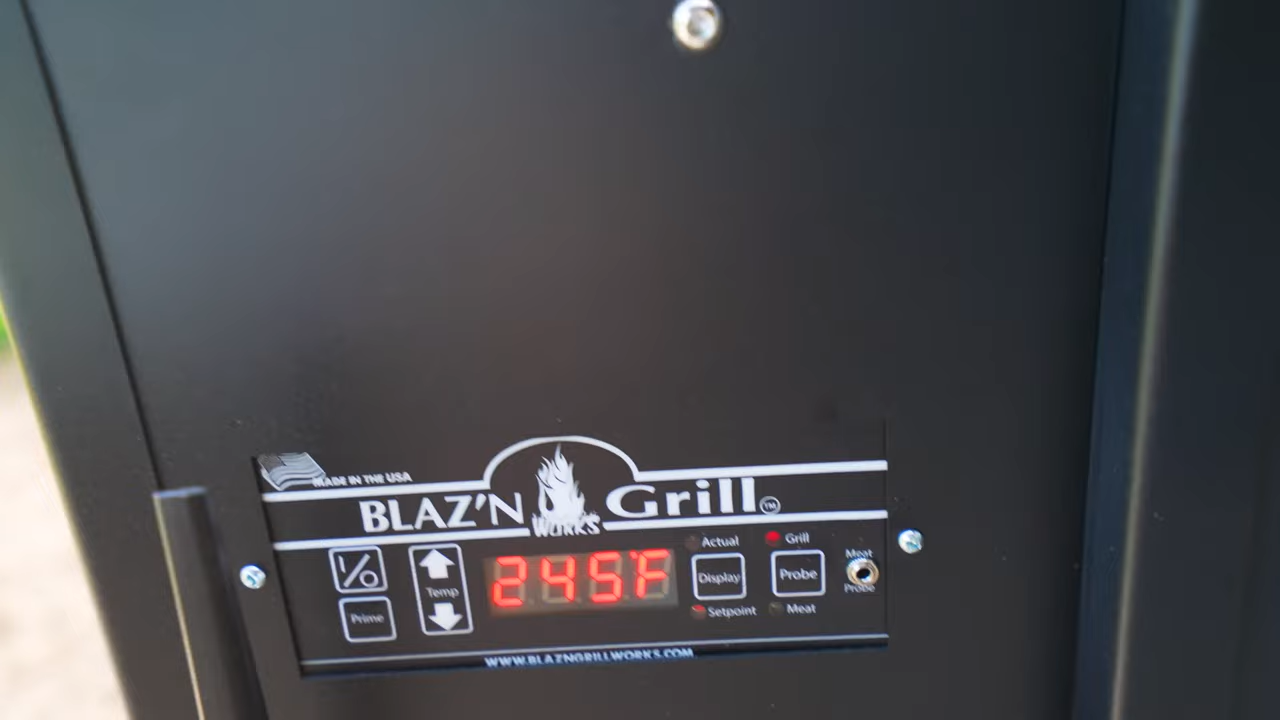 MADE IN THE USA
BLAZ'N Grill TM
WORKS
Actual Grill
I/O Temp 245°F Display Probe Meat Probe
Prime Setpoint Meat
WWW.BLAZNGRILLWORKS.COM